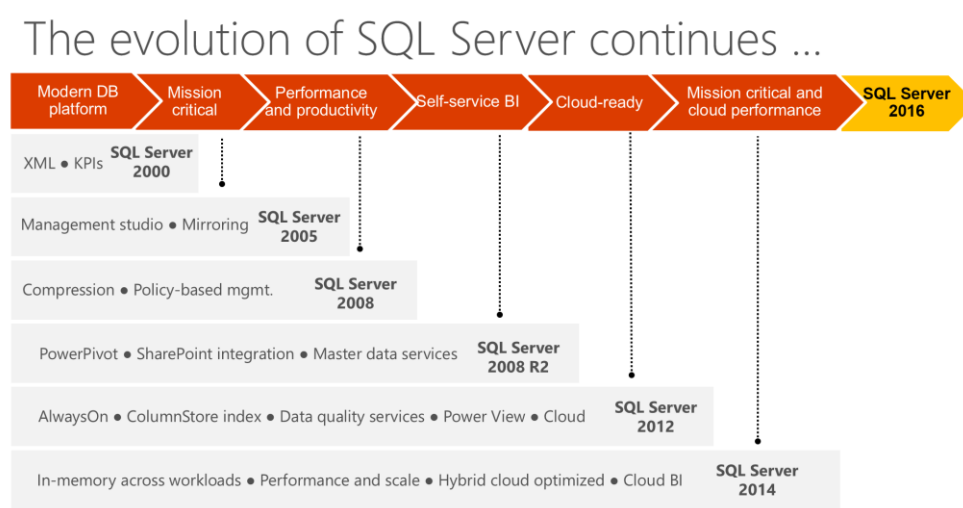 The evolution of SQL Server continues ...
Modern DB
platform
Mission
critical
Performance
and productivity
Self-service BI
Cloud-ready
Mission critical and
cloud performance
SQL Server
2016
XML ● KPIs
SQL Server
2000
Management studio ● Mirroring
SQL Server
2005
Compression ● Policy-based mgmt.
SQL Server
2008
PowerPivot ● SharePoint integration ● Master data services
SQL Server
2008 R2
AlwaysOn ● ColumnStore index ● Data quality services ● Power View ● Cloud
SQL Server
2012
In-memory across workloads ● Performance and scale ● Hybrid cloud optimized ● Cloud BI
SQL Server
2014